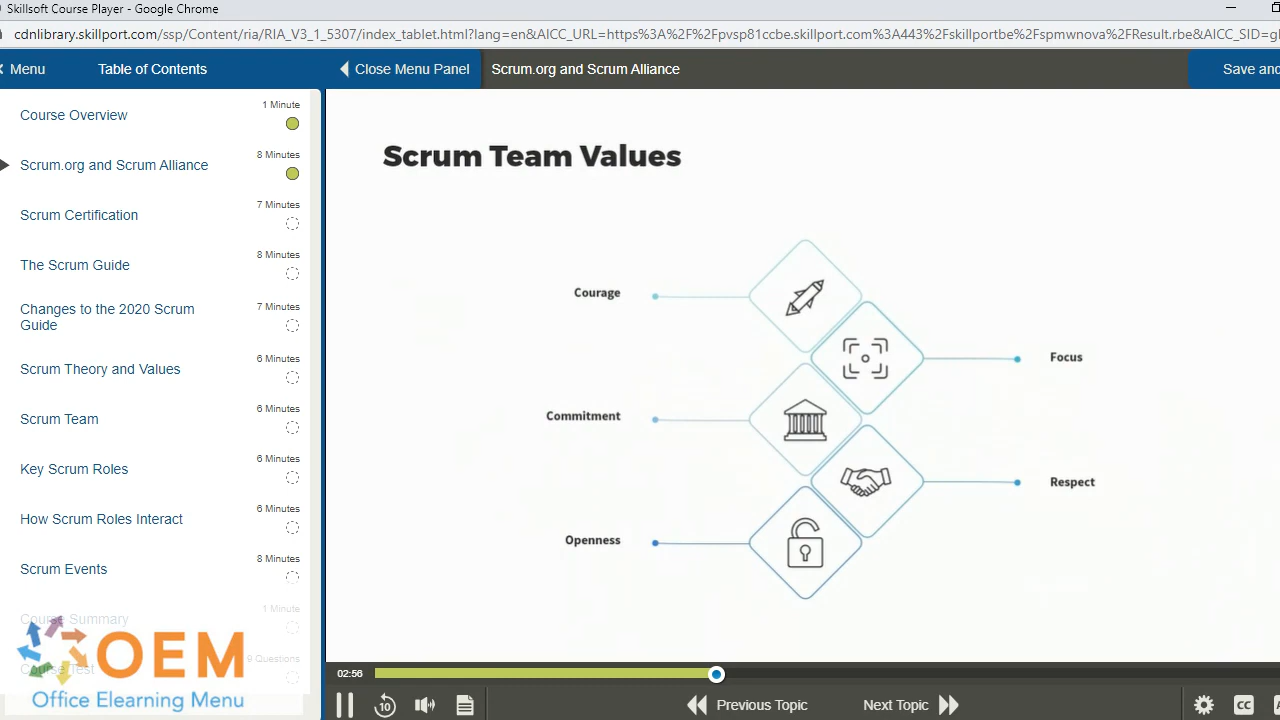 Skillsoft Course Player - Google Chrome
cdnlibrary.skillport.com/ssp/Content/ria/RIA_V3_1_5307/index_tablet.html?lang=en&AICC_URL=https%3A%2F%2Fpvsp81ccbe.skillport.com%3A443%2Fskillportbe%2Fspmwnova%2FResult.rbe&AICC_SID=gl
Menu
Table of Contents
Close Menu Panel
Scrum.org and Scrum Alliance
Save and
Course Overview
1 Minute
Scrum.org and Scrum Alliance
8 Minutes
Scrum Certification
7 Minutes
The Scrum Guide
8 Minutes
Changes to the 2020 Scrum
Guide
7 Minutes
Scrum Theory and Values
6 Minutes
Scrum Team
6 Minutes
Key Scrum Roles
6 Minutes
How Scrum Roles Interact
6 Minutes
Scrum Events
8 Minutes
Course Summary
1 Minute
Course Test
9 Questions
OEM
Office Elearning Menu
Scrum Team Values
Courage
Focus
Commitment
Respect
Openness
02:56
10
Previous Topic
Next Topic
CC